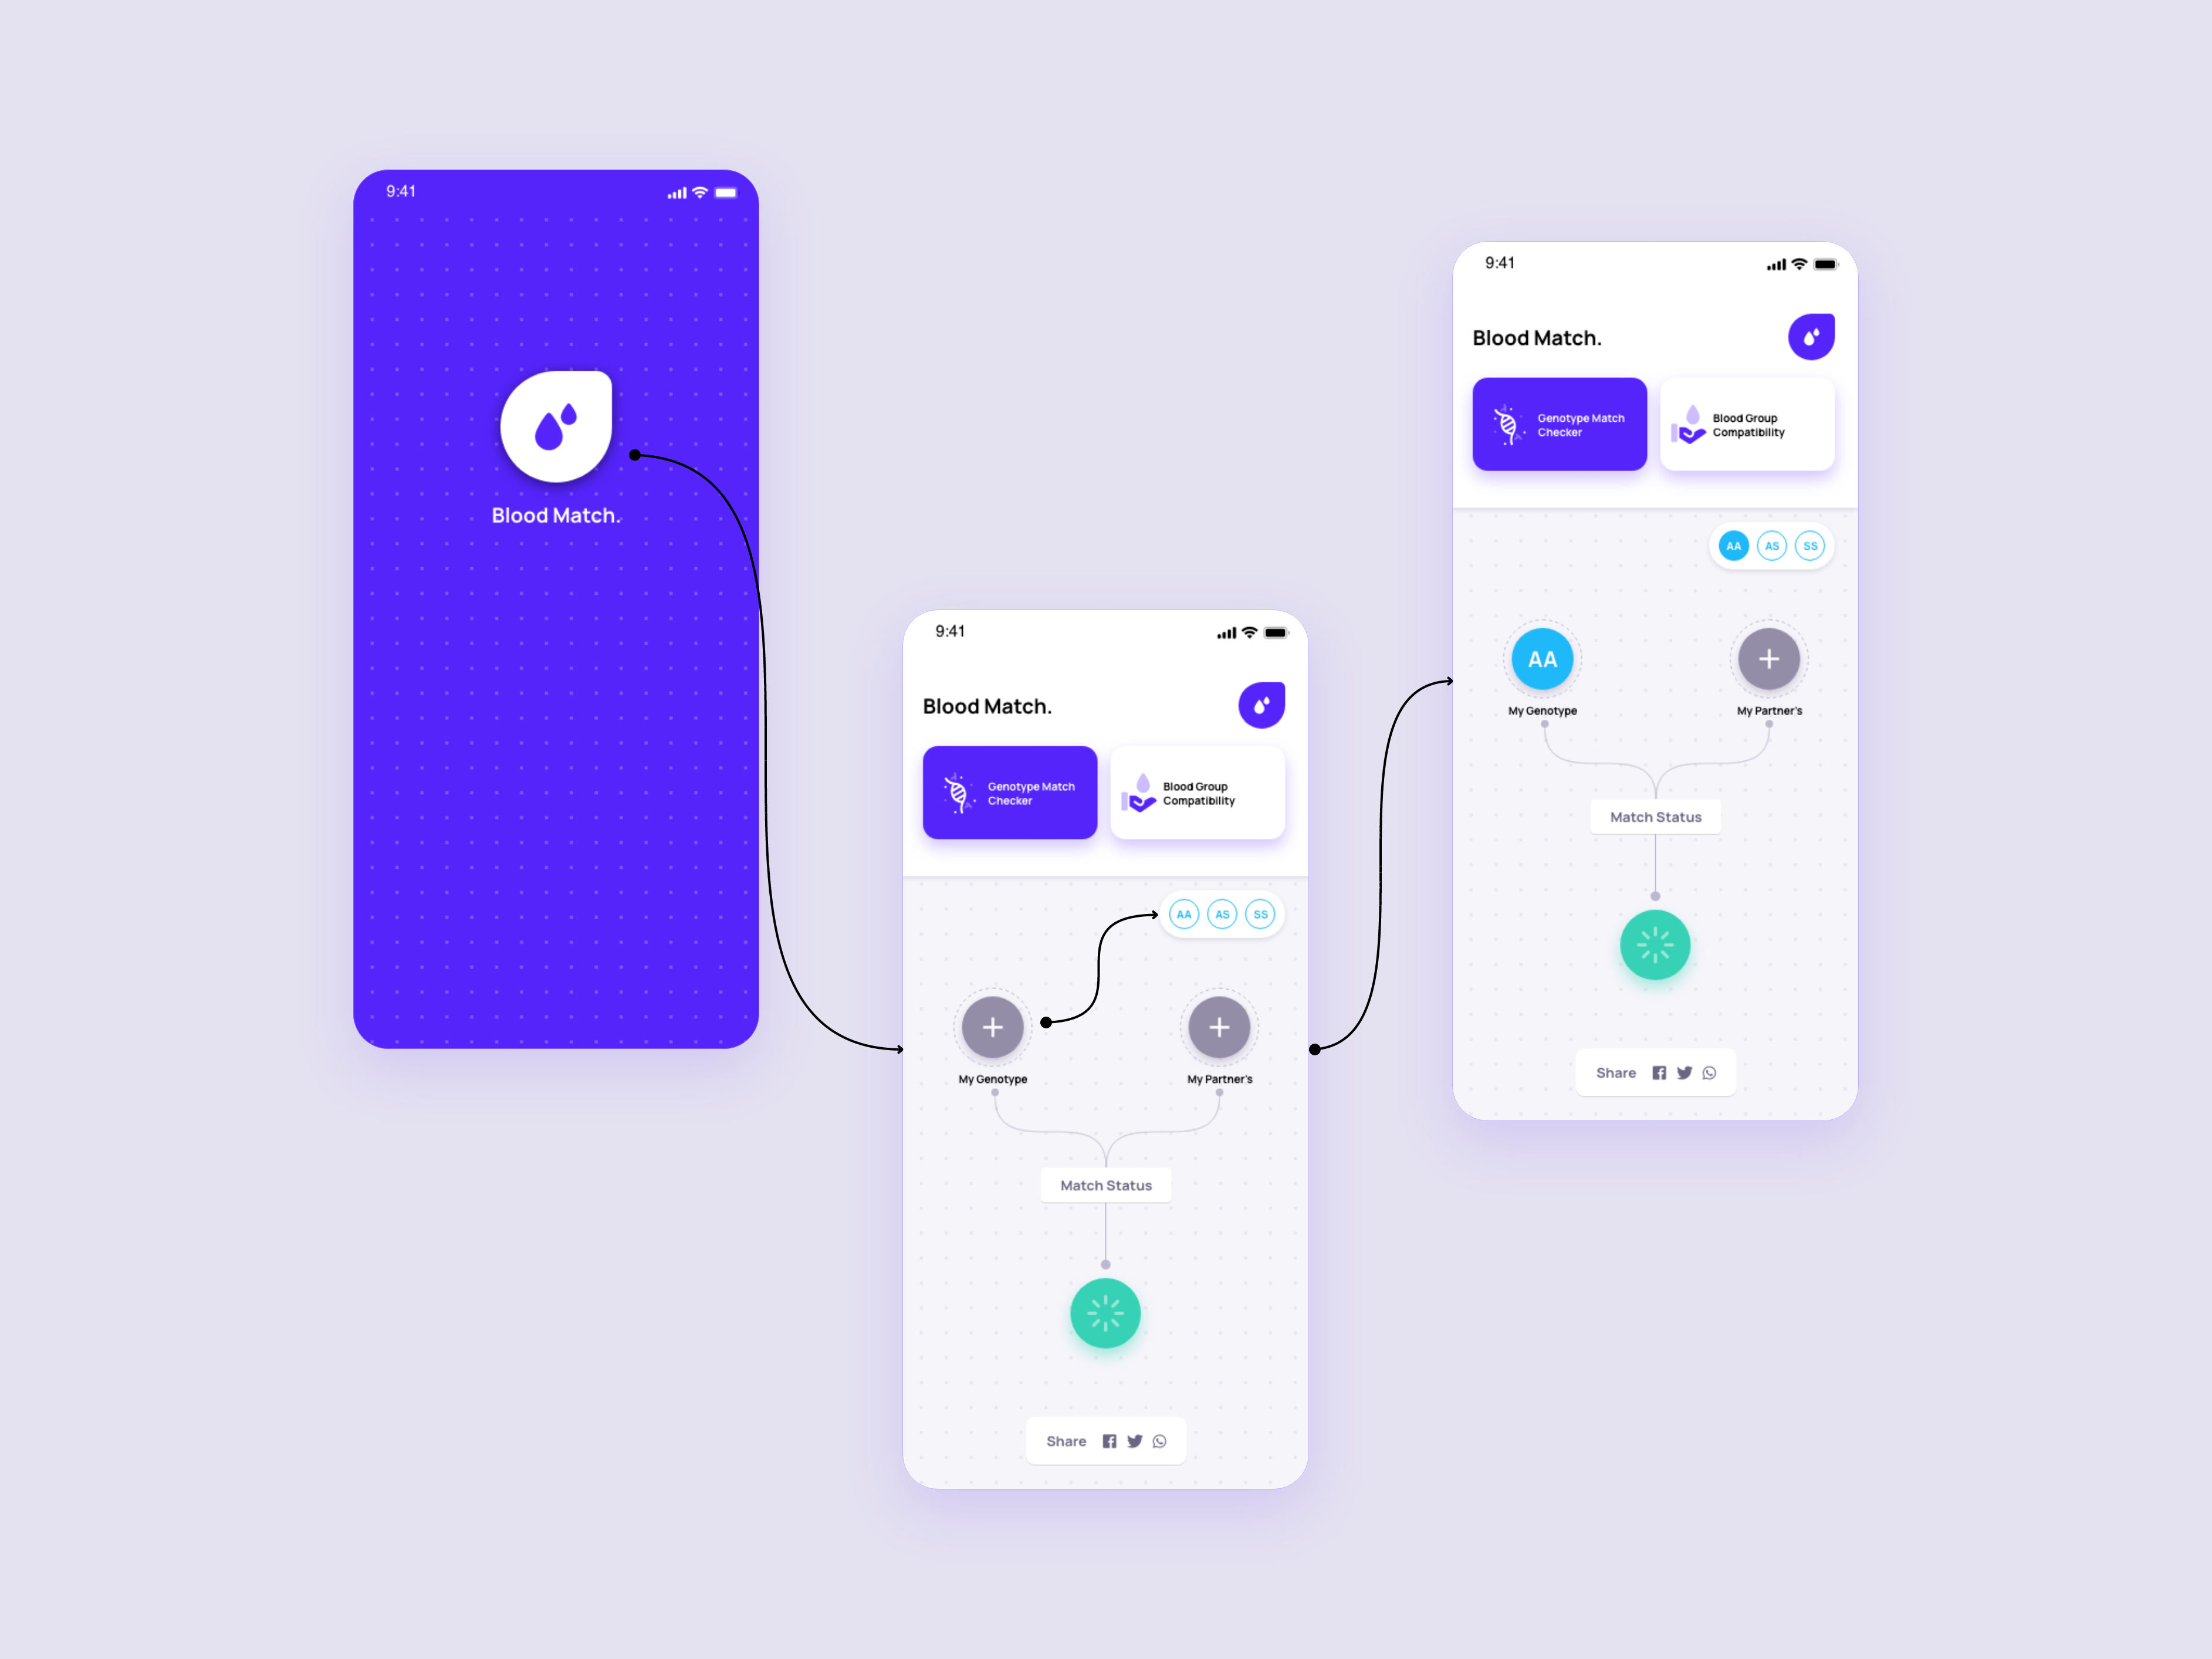 9:41
Blood Match.
9:41
Blood Match.
Genotype Match
Checker
Blood Group
Compatibility
AA AS SS
My Genotype
My Partner's
Match Status
Share
9:41
Blood Match.
Genotype Match
Checker
Blood Group
Compatibility
AA AS SS
AA
My Genotype
My Partner's
Match Status
Share